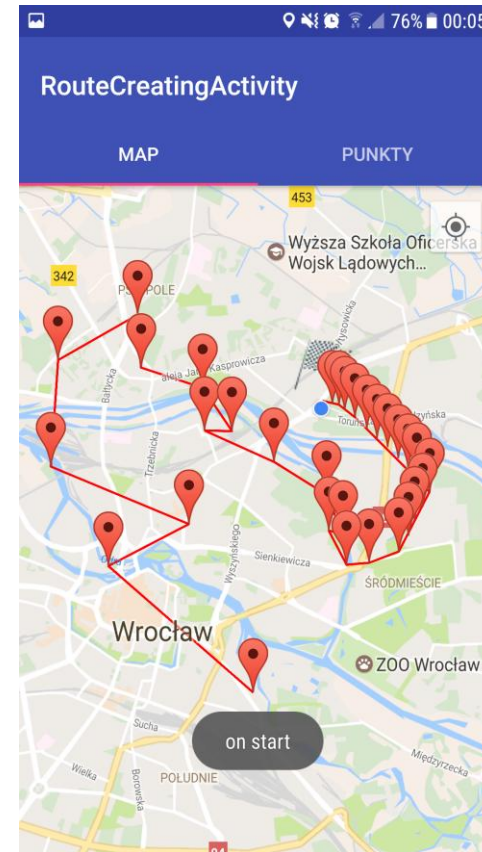 76% 00:05
RouteCreatingActivity
MAP PUNKTY
453
Wyższa Szkoła Oficerska
Wojsk Lądowych...
342
aleja Jana Kasprowicza
Bałtycka
Trzebnicka
Wyszyńskiego
Sienkiewicza
ŚRÓDMIEŚCIE
Wrocław
ZOO Wrocław
Sucha
on start
Wielka
Borowska
POŁUDNIE
Międzyrzecka
94